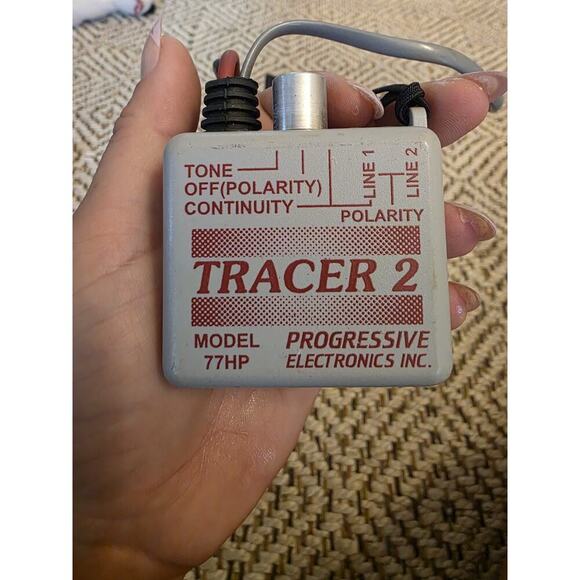 TONE
OFF(POLARITY)
CONTINUITY
LINE 1
LINE 2
POLARITY
TRACER 2
MODEL
77HP
PROGRESSIVE
ELECTRONICS INC.